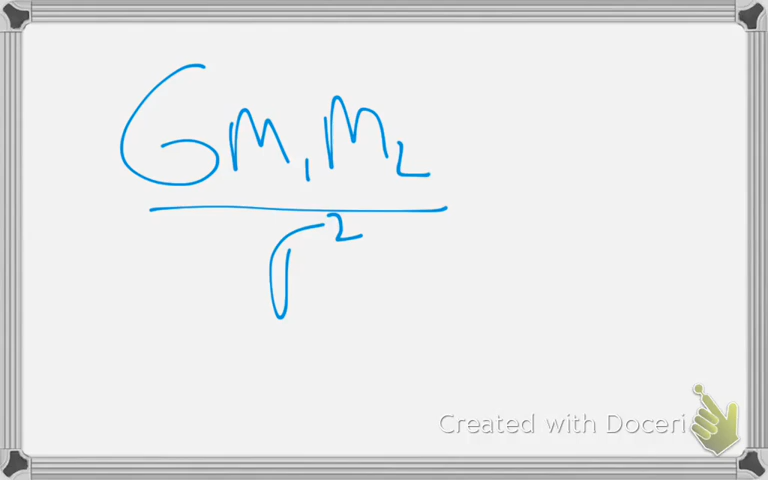 Gm₁m₂
r²
Created with Doceri